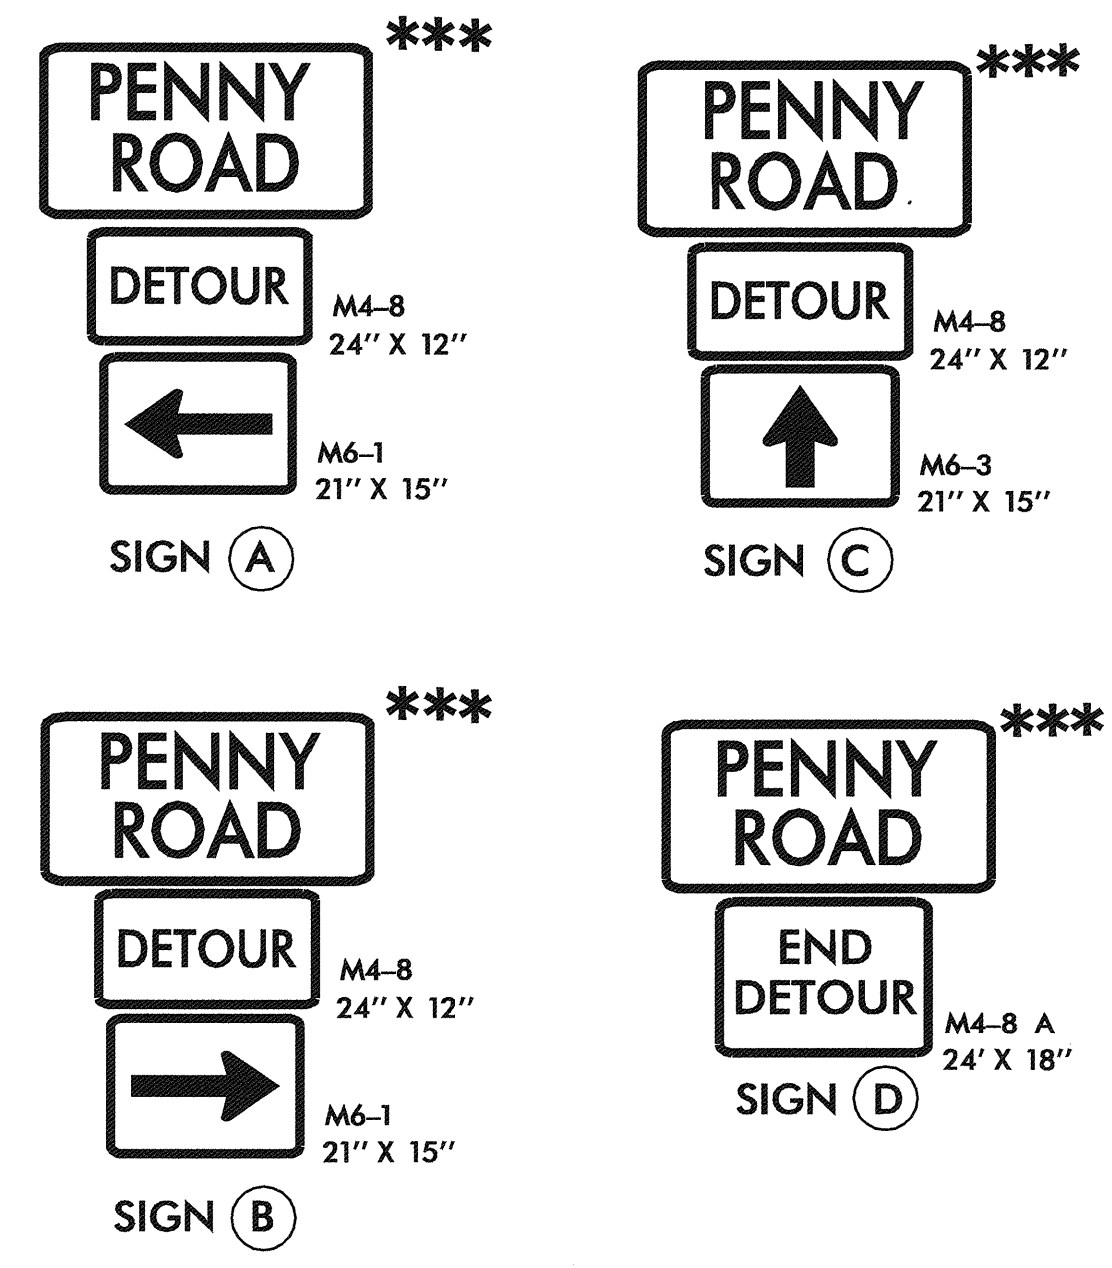 ***
PENNY
ROAD
DETOUR
M4-8
24" X 12"
M6-1
21" X 15"
SIGN A
***
PENNY
ROAD
DETOUR
M4-8
24" X 12"
M6-3
21" X 15"
SIGN C
***
PENNY
ROAD
DETOUR
M4-8
24" X 12"
M6-1
21" X 15"
SIGN B
***
PENNY
ROAD
END
DETOUR
M4-8 A
24' X 18"
SIGN D